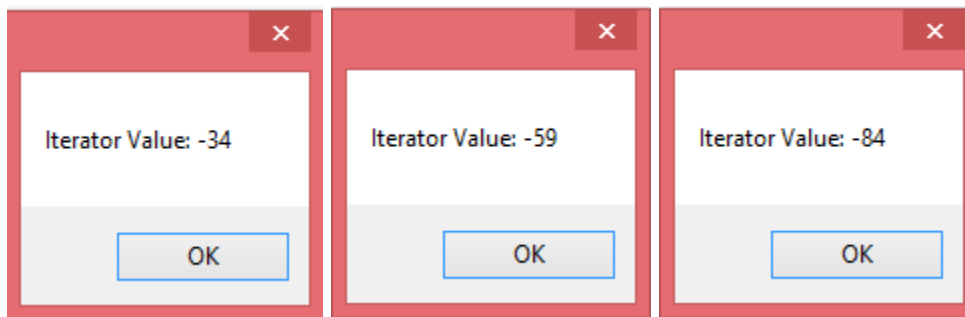 Iterator Value: -34
OK
Iterator Value: -59
OK
Iterator Value: -84
OK